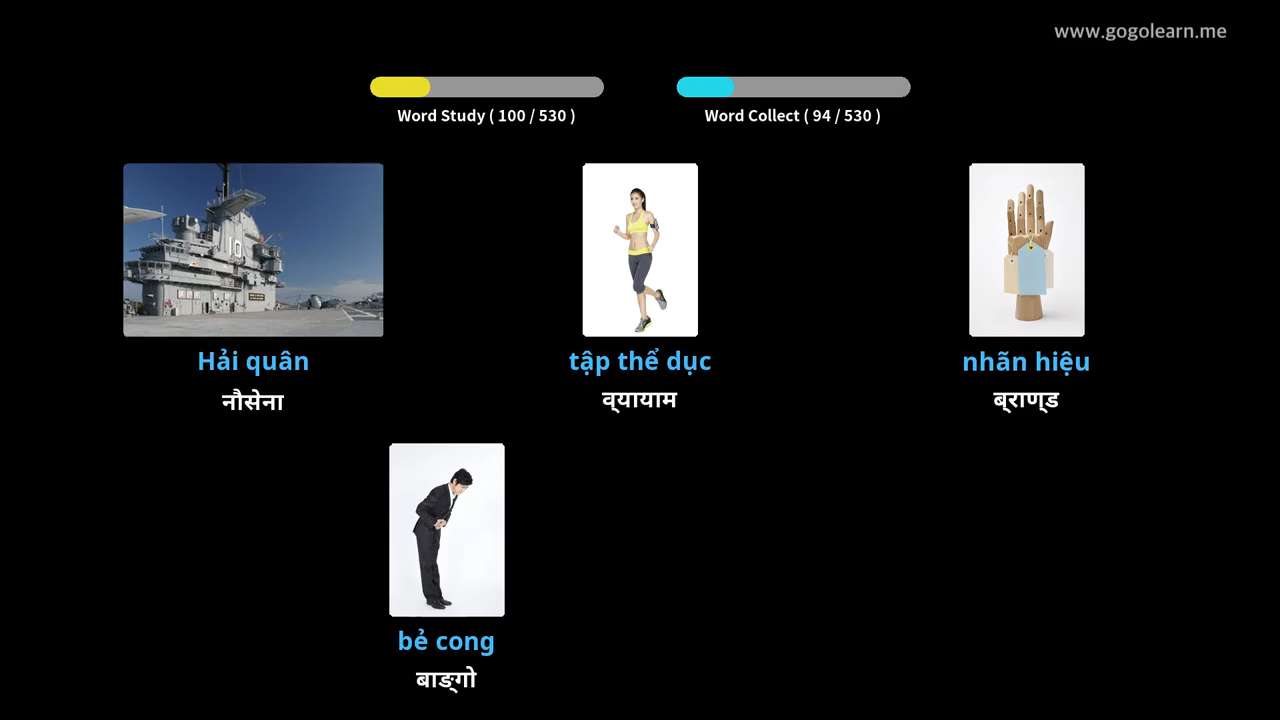 www.gogolearn.me
Word Study ( 100 / 530 )
Word Collect ( 94 / 530 )
Hải quân
नौसेना
tập thể dục
व्यायाम
nhãn hiệu
ब्राण्ड
bẻ cong
बाङ्गो